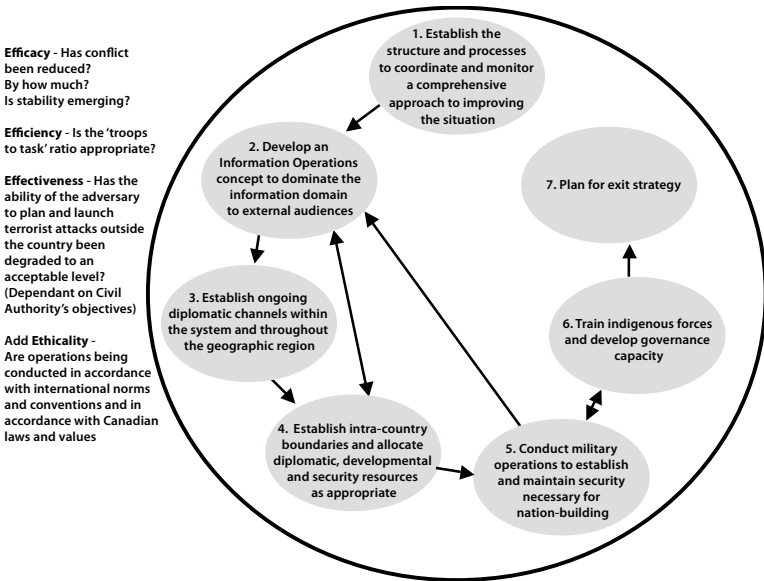 Efficacy - Has conflict
been reduced?
By how much?
Is stability emerging?
Efficiency - Is the 'troops
to task' ratio appropriate?
Effectiveness - Has the
ability of the adversary
to plan and launch
terrorist attacks outside
the country been
degraded to an
acceptable level?
(Dependant on Civil
Authority's objectives)
Add Ethicality -
Are operations being
conducted in accordance
with international norms
and conventions and in
accordance with Canadian
laws and values
1. Establish the
structure and processes
to coordinate and monitor
a comprehensive
approach to improving
the situation
2. Develop an
Information Operations
concept to dominate the
information domain
to external audiences
3. Establish ongoing
diplomatic channels within
the system and throughout
the geographic region
4. Establish intra-country
boundaries and allocate
diplomatic, developmental
and security resources
as appropriate
5. Conduct military
operations to establish
and maintain security
necessary for
nation-building
6. Train indigenous forces
and develop governance
capacity
7. Plan for exit strategy